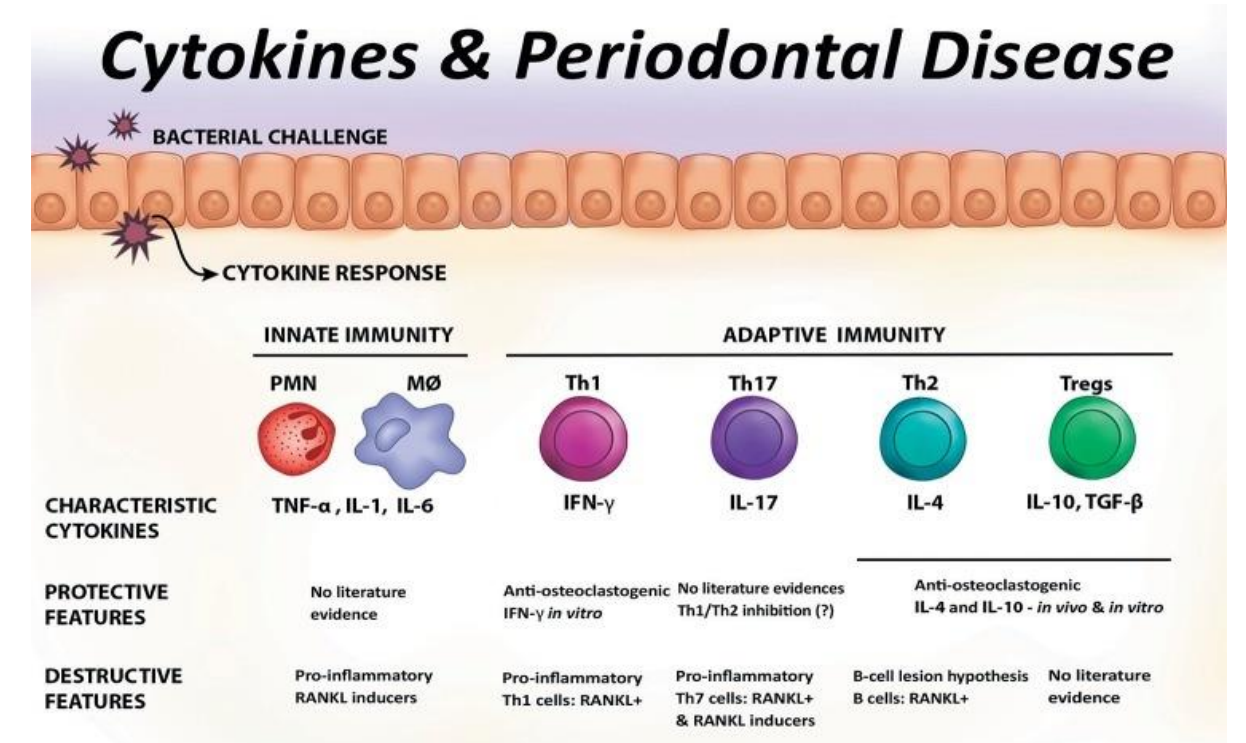 Cytokines & Periodontal Disease
BACTERIAL CHALLENGE
CYTOKINE RESPONSE
INNATE IMMUNITY
ADAPTIVE IMMUNITY
PMN
MØ
Th1
Th17
Th2
Tregs
CHARACTERISTIC
CYTOKINES
TNF-α , IL-1, IL-6
IFN-γ
IL-17
IL-4
IL-10, TGF-β
PROTECTIVE
FEATURES
No literature
evidence
Anti-osteoclastogenic
IFN-γ in vitro
No literature evidences
Th1/Th2 inhibition (?)
Anti-osteoclastogenic
IL-4 and IL-10 - in vivo & in vitro
DESTRUCTIVE
FEATURES
Pro-inflammatory
RANKL inducers
Pro-inflammatory
Th1 cells: RANKL+
Pro-inflammatory
Th7 cells: RANKL+
& RANKL inducers
B-cell lesion hypothesis
B cells: RANKL+
No literature
evidence